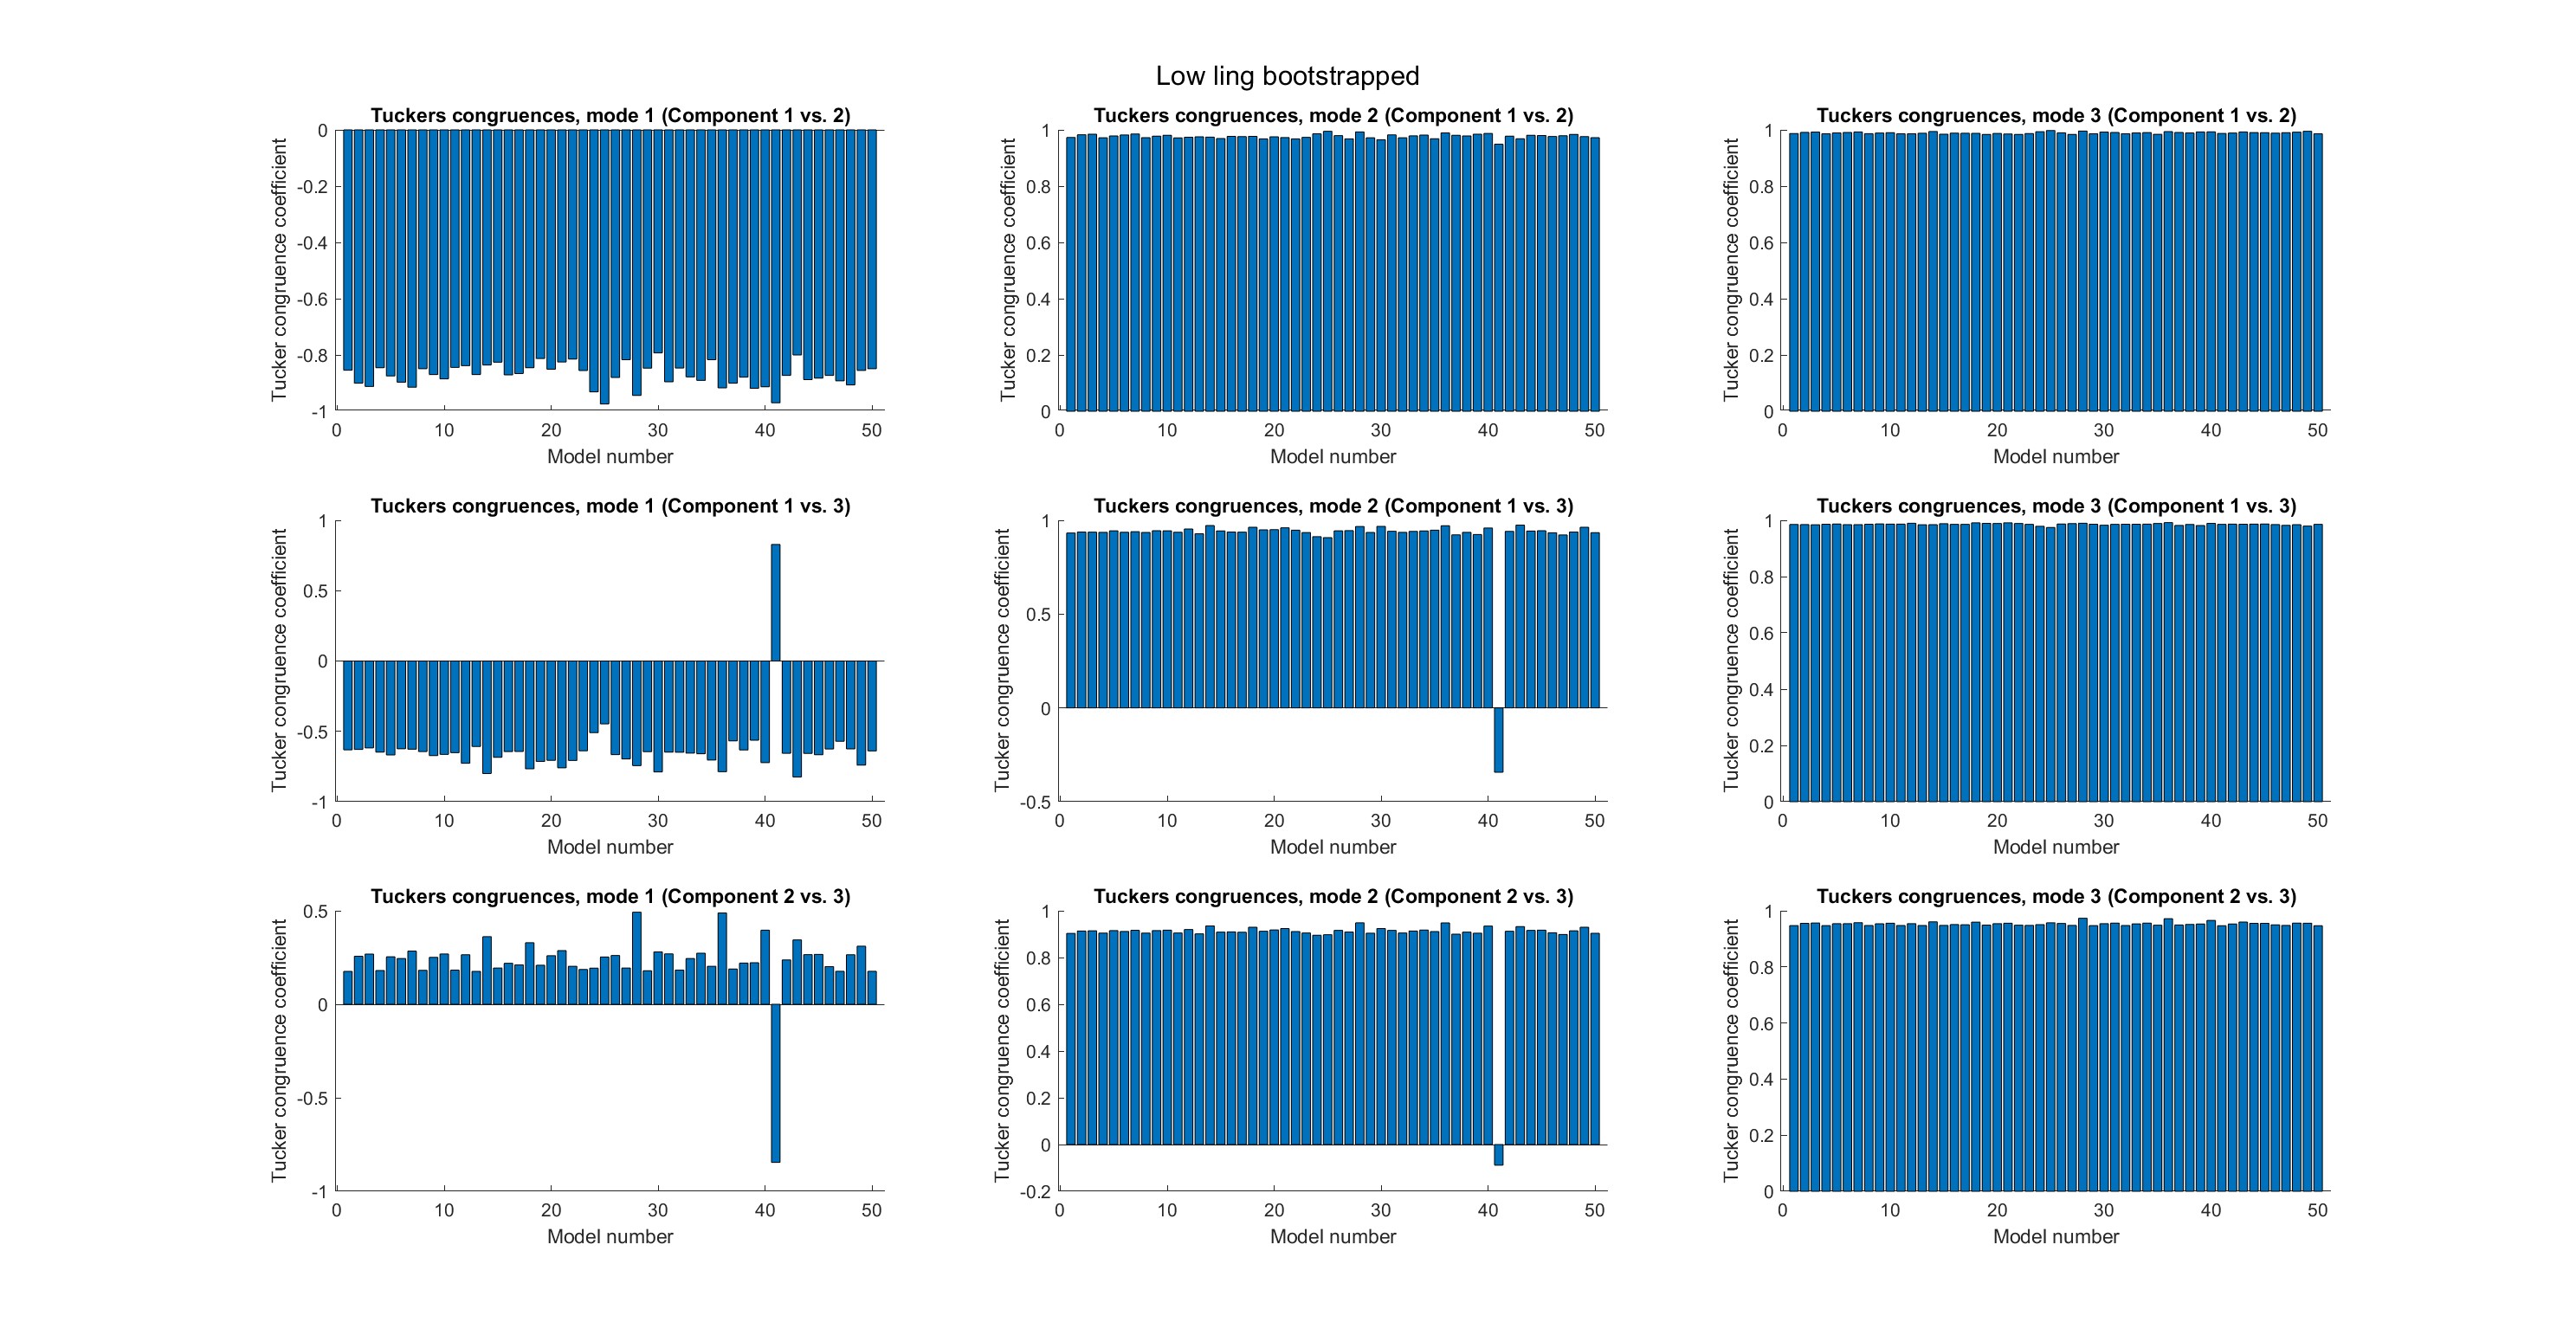 Low ling bootstrapped
Tuckers congruences, mode 1 (Component 1 vs. 2)
Tucker congruence coefficient
0
-0.2
-0.4
-0.6
-0.8
-1
0 10 20 30 40 50
Model number
Tuckers congruences, mode 2 (Component 1 vs. 2)
Tucker congruence coefficient
1
0.8
0.6
0.4
0.2
0
0 10 20 30 40 50
Model number
Tuckers congruences, mode 3 (Component 1 vs. 2)
Tucker congruence coefficient
1
0.8
0.6
0.4
0.2
0
0 10 20 30 40 50
Model number
Tuckers congruences, mode 1 (Component 1 vs. 3)
Tucker congruence coefficient
1
0.5
0
-0.5
-1
0 10 20 30 40 50
Model number
Tuckers congruences, mode 2 (Component 1 vs. 3)
Tucker congruence coefficient
1
0.5
0
-0.5
0 10 20 30 40 50
Model number
Tuckers congruences, mode 3 (Component 1 vs. 3)
Tucker congruence coefficient
1
0.8
0.6
0.4
0.2
0
0 10 20 30 40 50
Model number
Tuckers congruences, mode 1 (Component 2 vs. 3)
Tucker congruence coefficient
0.5
0
-0.5
-1
0 10 20 30 40 50
Model number
Tuckers congruences, mode 2 (Component 2 vs. 3)
Tucker congruence coefficient
1
0.8
0.6
0.4
0.2
0
-0.2
0 10 20 30 40 50
Model number
Tuckers congruences, mode 3 (Component 2 vs. 3)
Tucker congruence coefficient
1
0.8
0.6
0.4
0.2
0
0 10 20 30 40 50
Model number